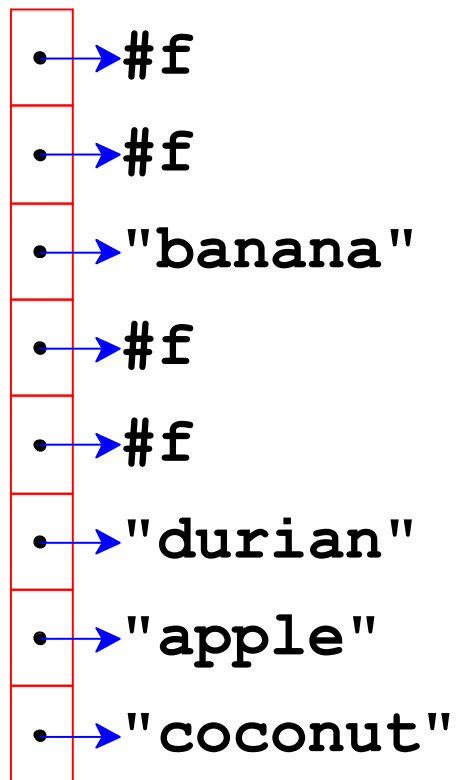 #f
#f
"banana"
#f
#f
"durian"
"apple"
"coconut"